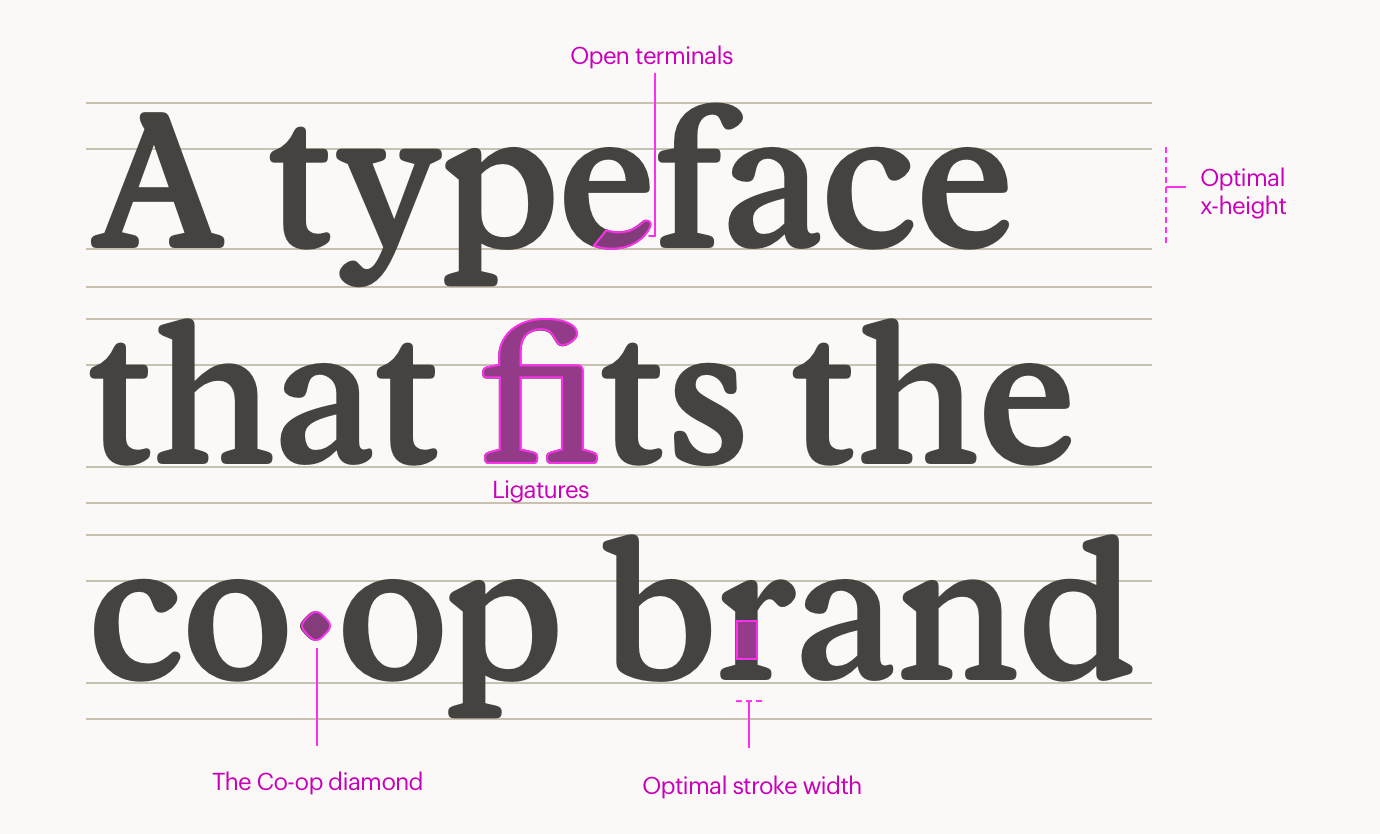 Open terminals
A typeface
Optimal
x-height
that fits the
Ligatures
co⬥op brand
The Co-op diamond
Optimal stroke width